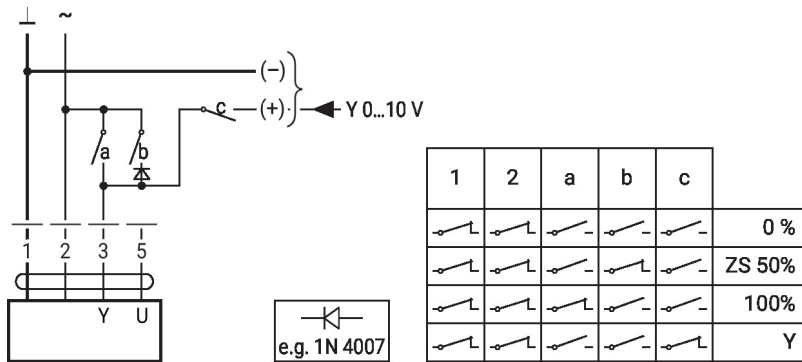 ⊥ ~
(–)
c (+) Y 0...10 V
a b
1 2 3 5
Y U
e.g. 1N 4007
1 2 a b c
0 %
ZS 50%
100%
Y